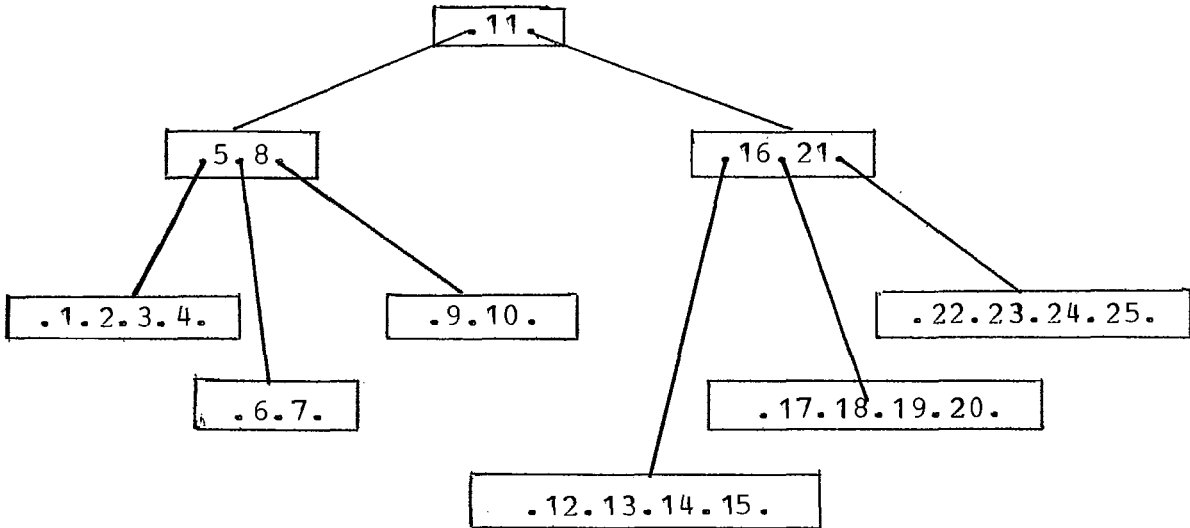 . 11 .
. 5 . 8 .
. 16 . 21 .
.1.2.3.4.
.9.10.
.22.23.24.25.
.6.7.
.17.18.19.20.
.12.13.14.15.